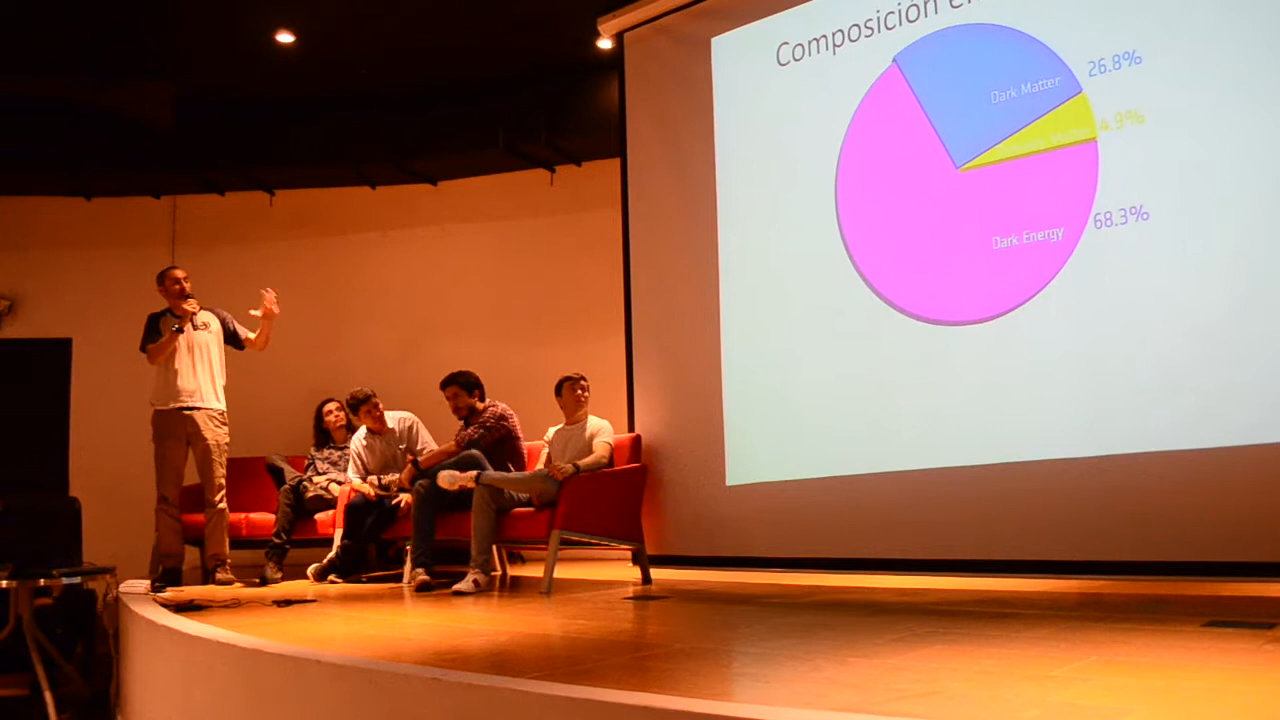 Composición
26.8%
Dark Matter
4.9%
68.3%
Dark Energy